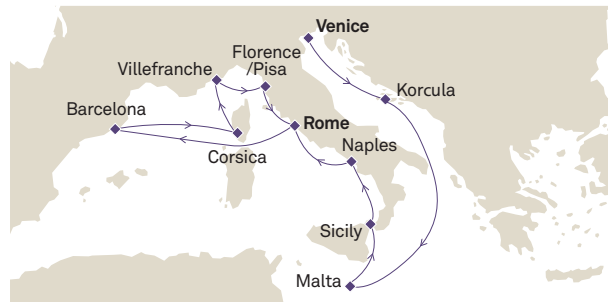 Venice
Florence
/Pisa
Villefranche
Korcula
Barcelona
Rome
Corsica
Naples
Sicily
Malta